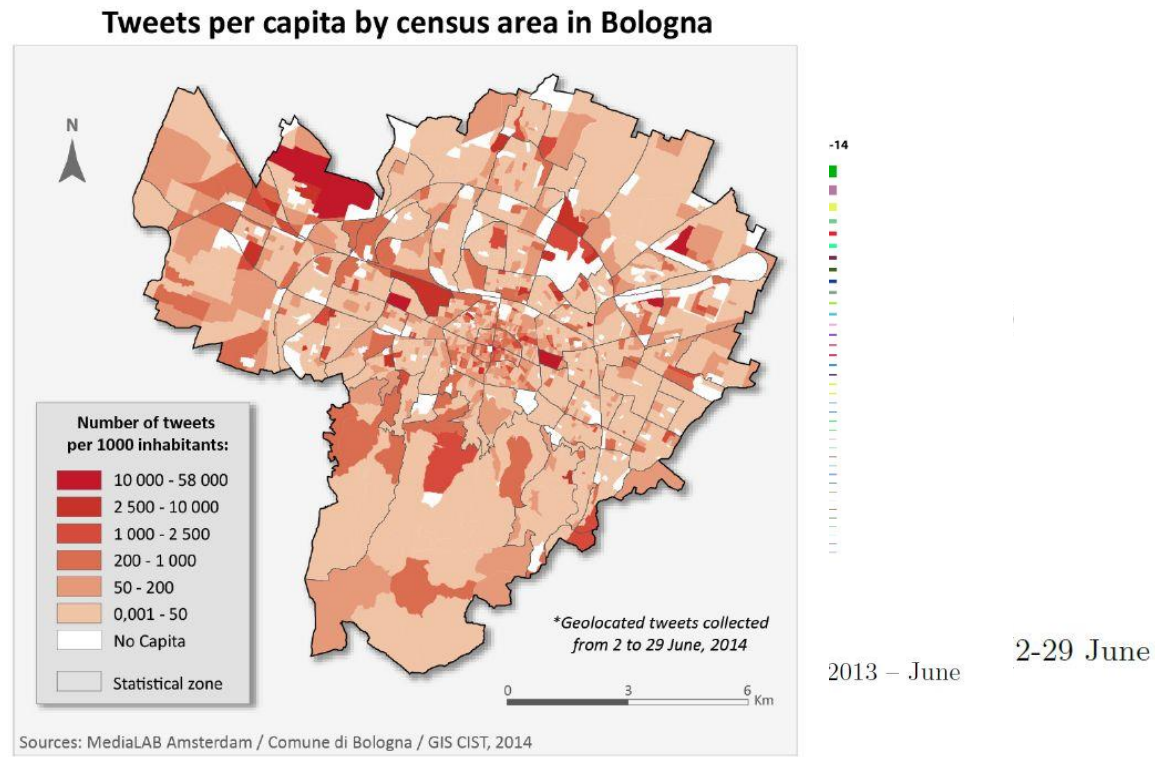 Tweets per capita by census area in Bologna
N
-14
Number of tweets
per 1000 inhabitants:
10 000 - 58 000
2 500 - 10 000
1 000 - 2 500
200 - 1 000
50 - 200
0,001 - 50
No Capita
Statistical zone
*Geolocated tweets collected
from 2 to 29 June, 2014
0 3 6 Km
Sources: MediaLAB Amsterdam / Comune di Bologna / GIS CIST, 2014
2013 – June
2-29 June